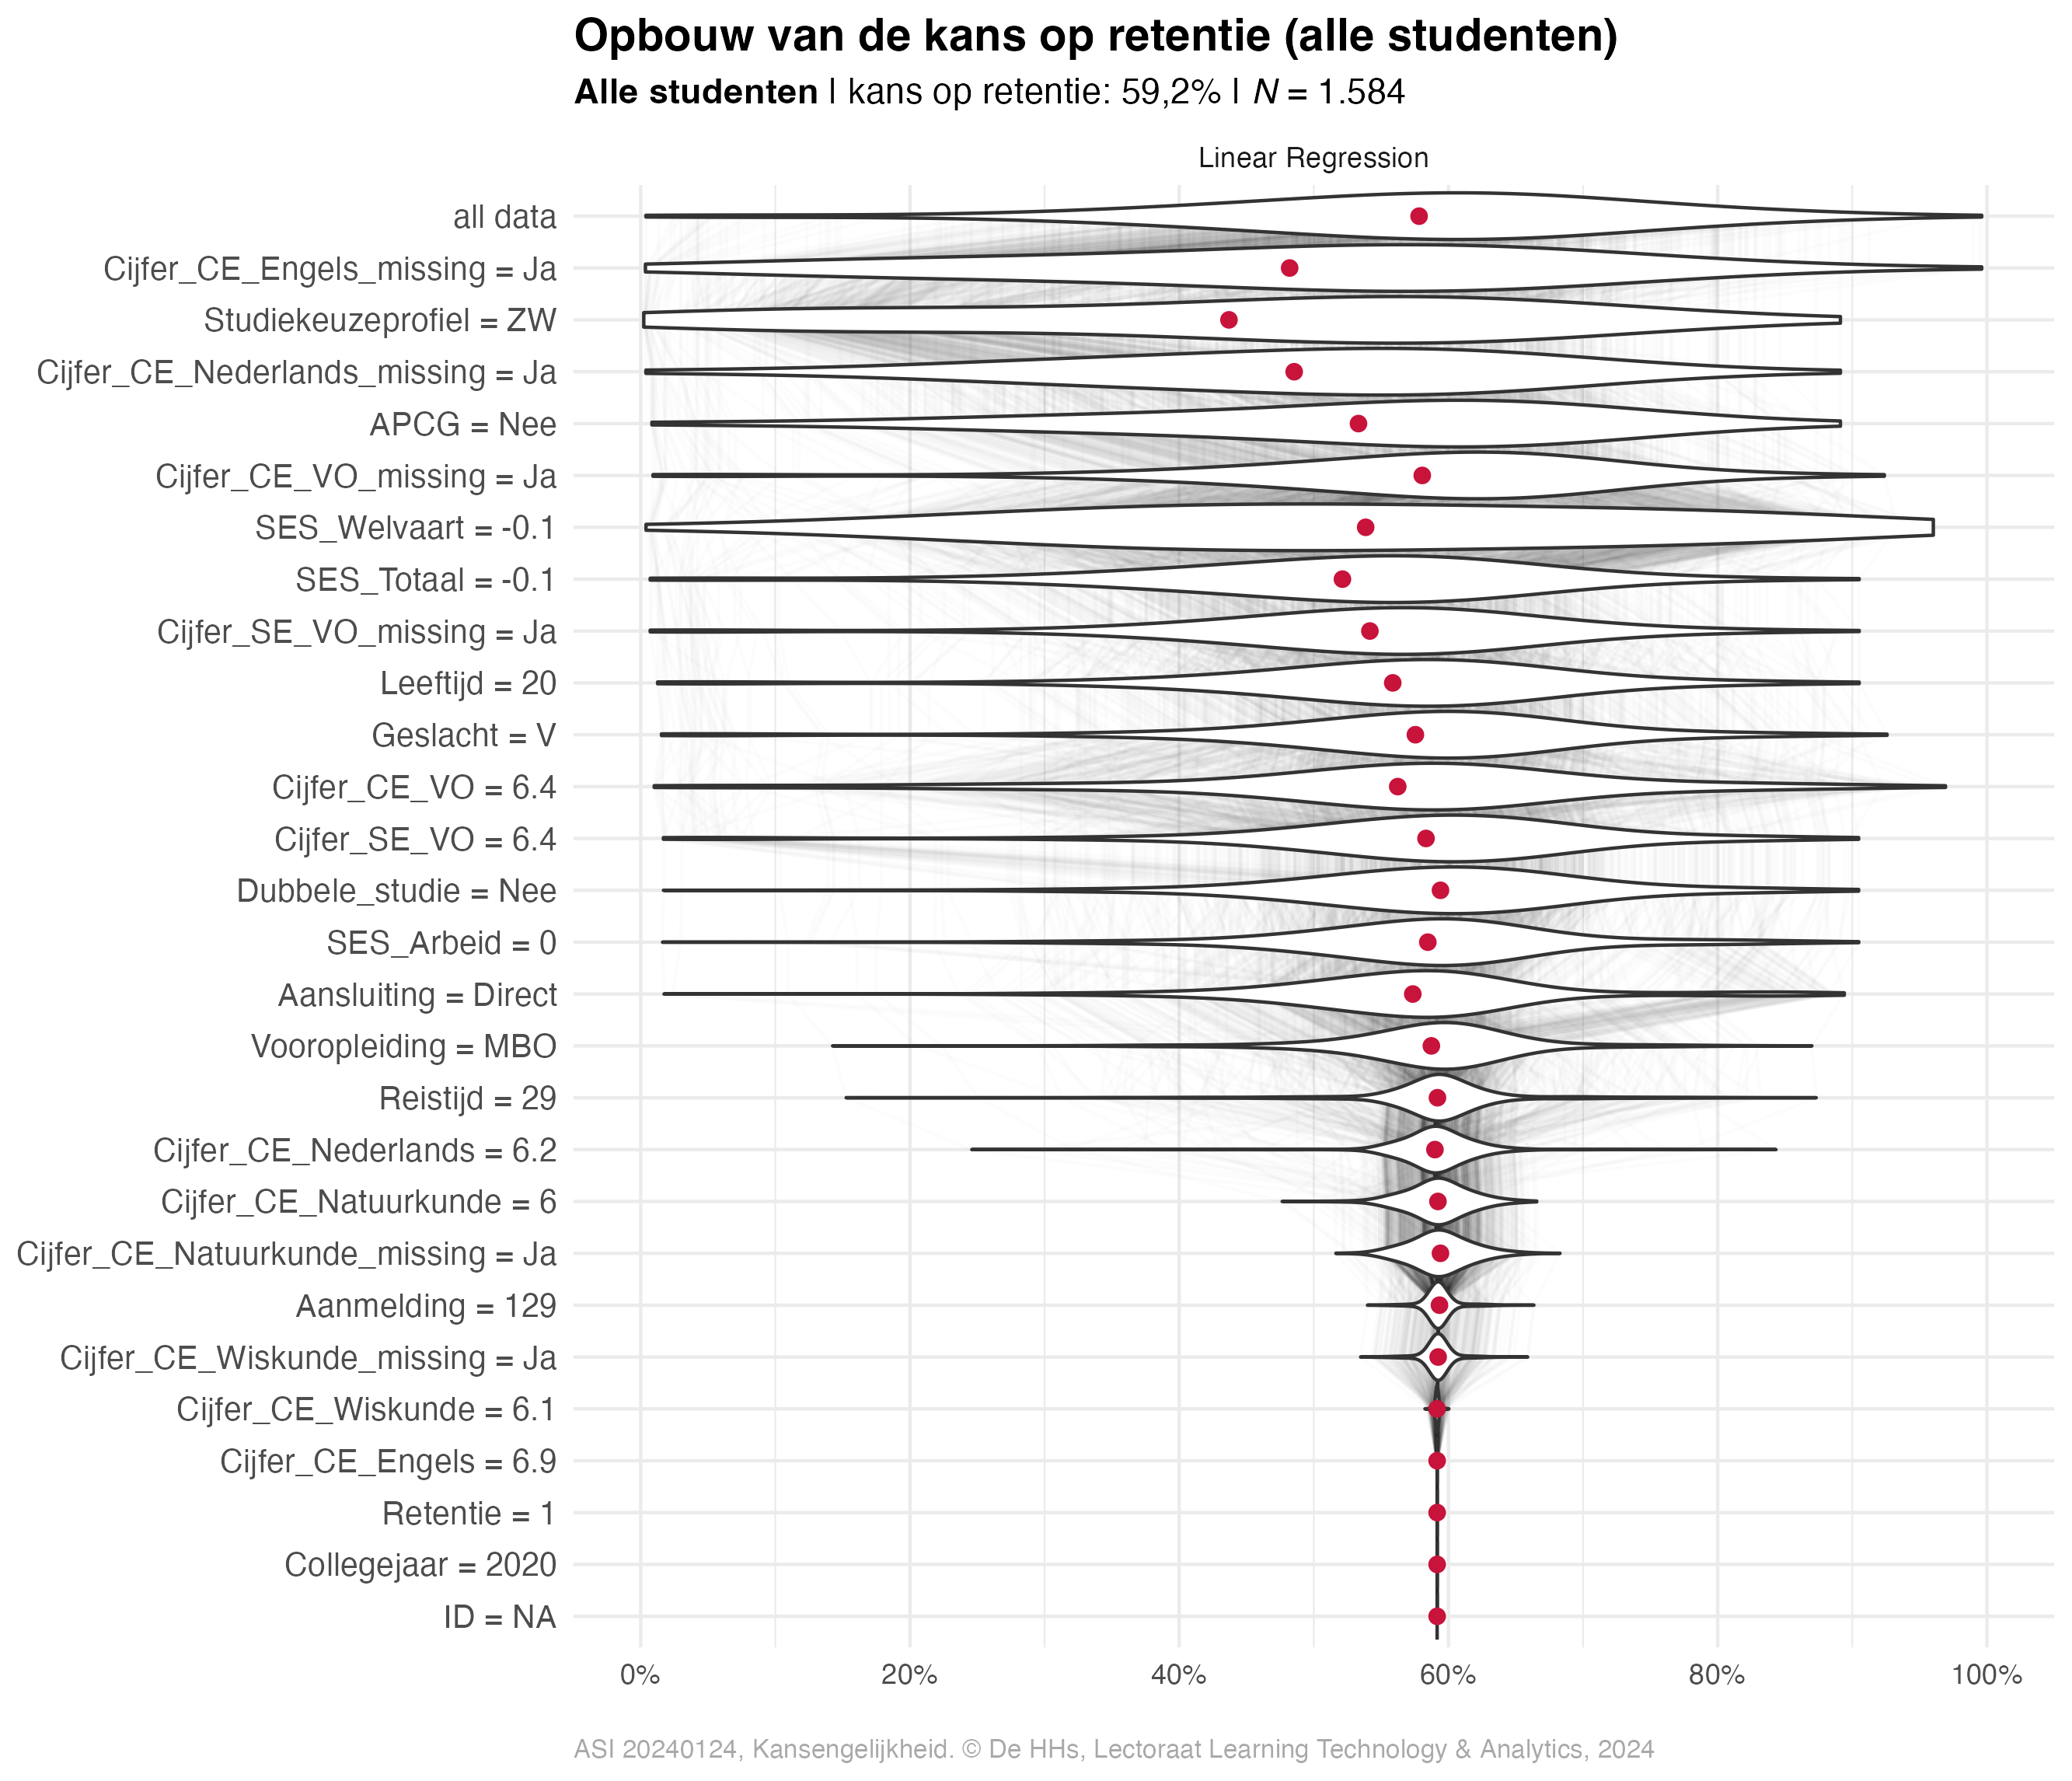 Opbouw van de kans op retentie (alle studenten)
Alle studenten | kans op retentie: 59,2% | N = 1.584
Linear Regression
all data
Cijfer_CE_Engels_missing = Ja
Studiekeuzeprofiel = ZW
Cijfer_CE_Nederlands_missing = Ja
APCG = Nee
Cijfer_CE_VO_missing = Ja
SES_Welvaart = -0.1
SES_Totaal = -0.1
Cijfer_SE_VO_missing = Ja
Leeftijd = 20
Geslacht = V
Cijfer_CE_VO = 6.4
Cijfer_SE_VO = 6.4
Dubbele_studie = Nee
SES_Arbeid = 0
Aansluiting = Direct
Vooropleiding = MBO
Reistijd = 29
Cijfer_CE_Nederlands = 6.2
Cijfer_CE_Natuurkunde = 6
Cijfer_CE_Natuurkunde_missing = Ja
Aanmelding = 129
Cijfer_CE_Wiskunde_missing = Ja
Cijfer_CE_Wiskunde = 6.1
Cijfer_CE_Engels = 6.9
Retentie = 1
Collegejaar = 2020
ID = NA
0% 20% 40% 60% 80% 100%
ASI 20240124, Kansengelijkheid. © De HHs, Lectoraat Learning Technology & Analytics, 2024